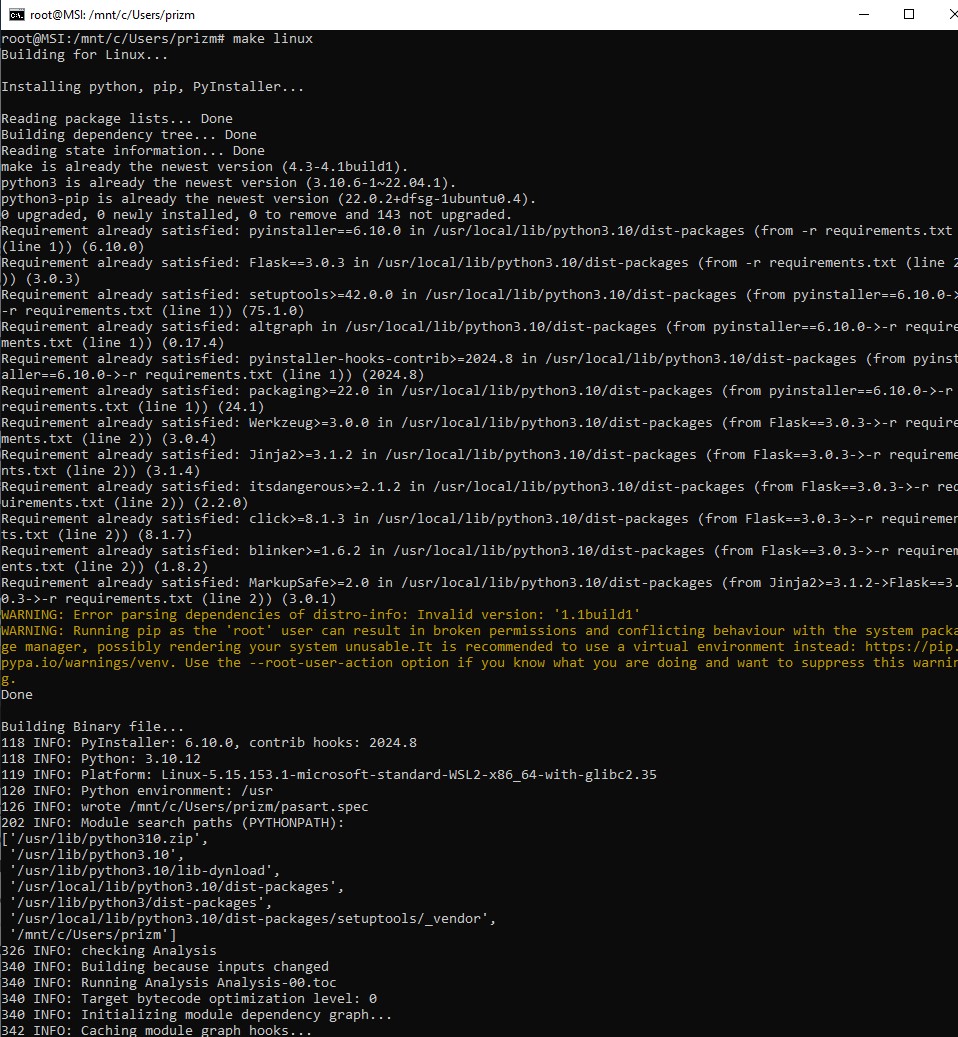 root@MSI: /mnt/c/Users/prizm
root@MSI:/mnt/c/Users/prizm# make linux
Building for Linux...
Installing python, pip, PyInstaller...
Reading package lists... Done
Building dependency tree... Done
Reading state information... Done
make is already the newest version (4.3-4.1build1).
python3 is already the newest version (3.10.6-1~22.04.1).
python3-pip is already the newest version (22.0.2+dfsg-1ubuntu0.4).
0 upgraded, 0 newly installed, 0 to remove and 143 not upgraded.
Requirement already satisfied: pyinstaller==6.10.0 in /usr/local/lib/python3.10/dist-packages (from -r requirements.txt
(line 1)) (6.10.0)
Requirement already satisfied: Flask==3.0.3 in /usr/local/lib/python3.10/dist-packages (from -r requirements.txt (line 2
)) (3.0.3)
Requirement already satisfied: setuptools>=42.0.0 in /usr/local/lib/python3.10/dist-packages (from pyinstaller==6.10.0->
-r requirements.txt (line 1)) (75.1.0)
Requirement already satisfied: altgraph in /usr/local/lib/python3.10/dist-packages (from pyinstaller==6.10.0->-r require
ments.txt (line 1)) (0.17.4)
Requirement already satisfied: pyinstaller-hooks-contrib>=2024.8 in /usr/local/lib/python3.10/dist-packages (from pyinst
aller==6.10.0->-r requirements.txt (line 1)) (2024.8)
Requirement already satisfied: packaging>=22.0 in /usr/local/lib/python3.10/dist-packages (from pyinstaller==6.10.0->-r
requirements.txt (line 1)) (24.1)
Requirement already satisfied: Werkzeug>=3.0.0 in /usr/local/lib/python3.10/dist-packages (from Flask==3.0.3->-r require
ments.txt (line 2)) (3.0.4)
Requirement already satisfied: Jinja2>=3.1.2 in /usr/local/lib/python3.10/dist-packages (from Flask==3.0.3->-r requireme
nts.txt (line 2)) (3.1.4)
Requirement already satisfied: itsdangerous>=2.1.2 in /usr/local/lib/python3.10/dist-packages (from Flask==3.0.3->-r req
uirements.txt (line 2)) (2.2.0)
Requirement already satisfied: click>=8.1.3 in /usr/local/lib/python3.10/dist-packages (from Flask==3.0.3->-r requiremen
ts.txt (line 2)) (8.1.7)
Requirement already satisfied: blinker>=1.6.2 in /usr/local/lib/python3.10/dist-packages (from Flask==3.0.3->-r requirem
ents.txt (line 2)) (1.8.2)
Requirement already satisfied: MarkupSafe>=2.0 in /usr/local/lib/python3.10/dist-packages (from Jinja2>=3.1.2->Flask==3.
0.3->-r requirements.txt (line 2)) (3.0.1)
WARNING: Error parsing dependencies of distro-info: Invalid version: '1.1build1'
WARNING: Running pip as the 'root' user can result in broken permissions and conflicting behaviour with the system packa
ge manager, possibly rendering your system unusable.It is recommended to use a virtual environment instead: https://pip.
pypa.io/warnings/venv. Use the --root-user-action option if you know what you are doing and want to suppress this warnin
g.
Done
Building Binary file...
118 INFO: PyInstaller: 6.10.0, contrib hooks: 2024.8
118 INFO: Python: 3.10.12
119 INFO: Platform: Linux-5.15.153.1-microsoft-standard-WSL2-x86_64-with-glibc2.35
120 INFO: Python environment: /usr
126 INFO: wrote /mnt/c/Users/prizm/pasart.spec
202 INFO: Module search paths (PYTHONPATH):
['/usr/lib/python310.zip',
'/usr/lib/python3.10',
'/usr/lib/python3.10/lib-dynload',
'/usr/local/lib/python3.10/dist-packages',
'/usr/lib/python3/dist-packages',
'/usr/local/lib/python3.10/dist-packages/setuptools/_vendor',
'/mnt/c/Users/prizm']
326 INFO: checking Analysis
340 INFO: Building because inputs changed
340 INFO: Running Analysis Analysis-00.toc
340 INFO: Target bytecode optimization level: 0
340 INFO: Initializing module dependency graph...
342 INFO: Caching module graph hooks...